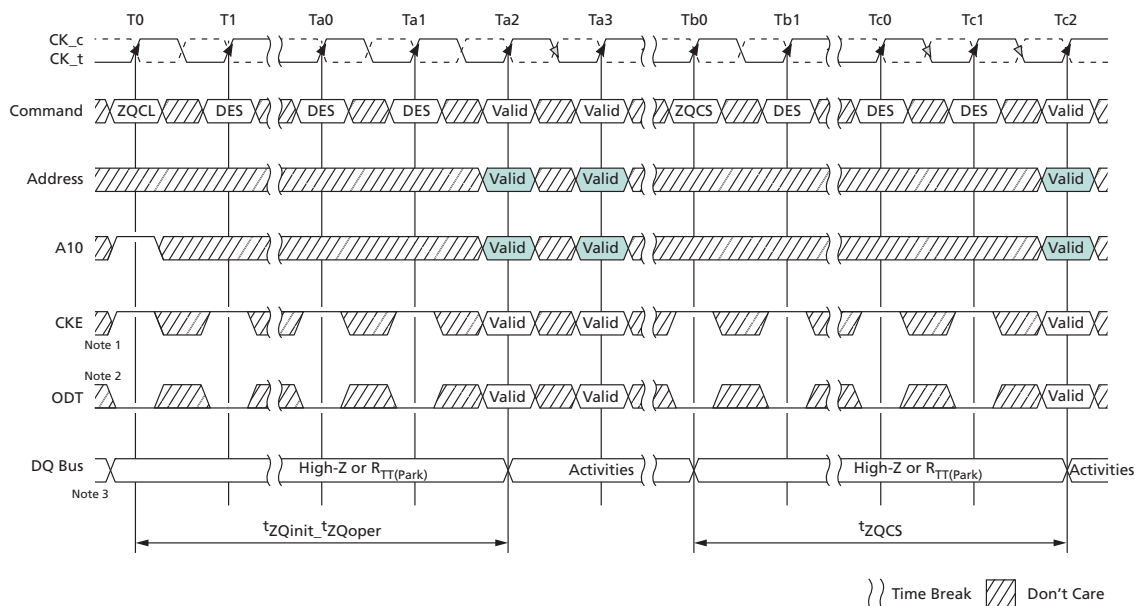 T0 T1 Ta0 Ta1 Ta2 Ta3 Tb0 Tb1 Tc0 Tc1 Tc2
CK_c
CK_t
Command ZQCL DES DES DES Valid Valid ZQCS DES DES DES Valid
Address Valid Valid Valid
A10 Valid Valid Valid
CKE Valid Valid Valid
Note 1
Note 2
ODT Valid Valid Valid
DQ Bus High-Z or RTT(Park) Activities High-Z or RTT(Park) Activities
Note 3
tZQinit_tZQoper tZQCS
Time Break Don't Care